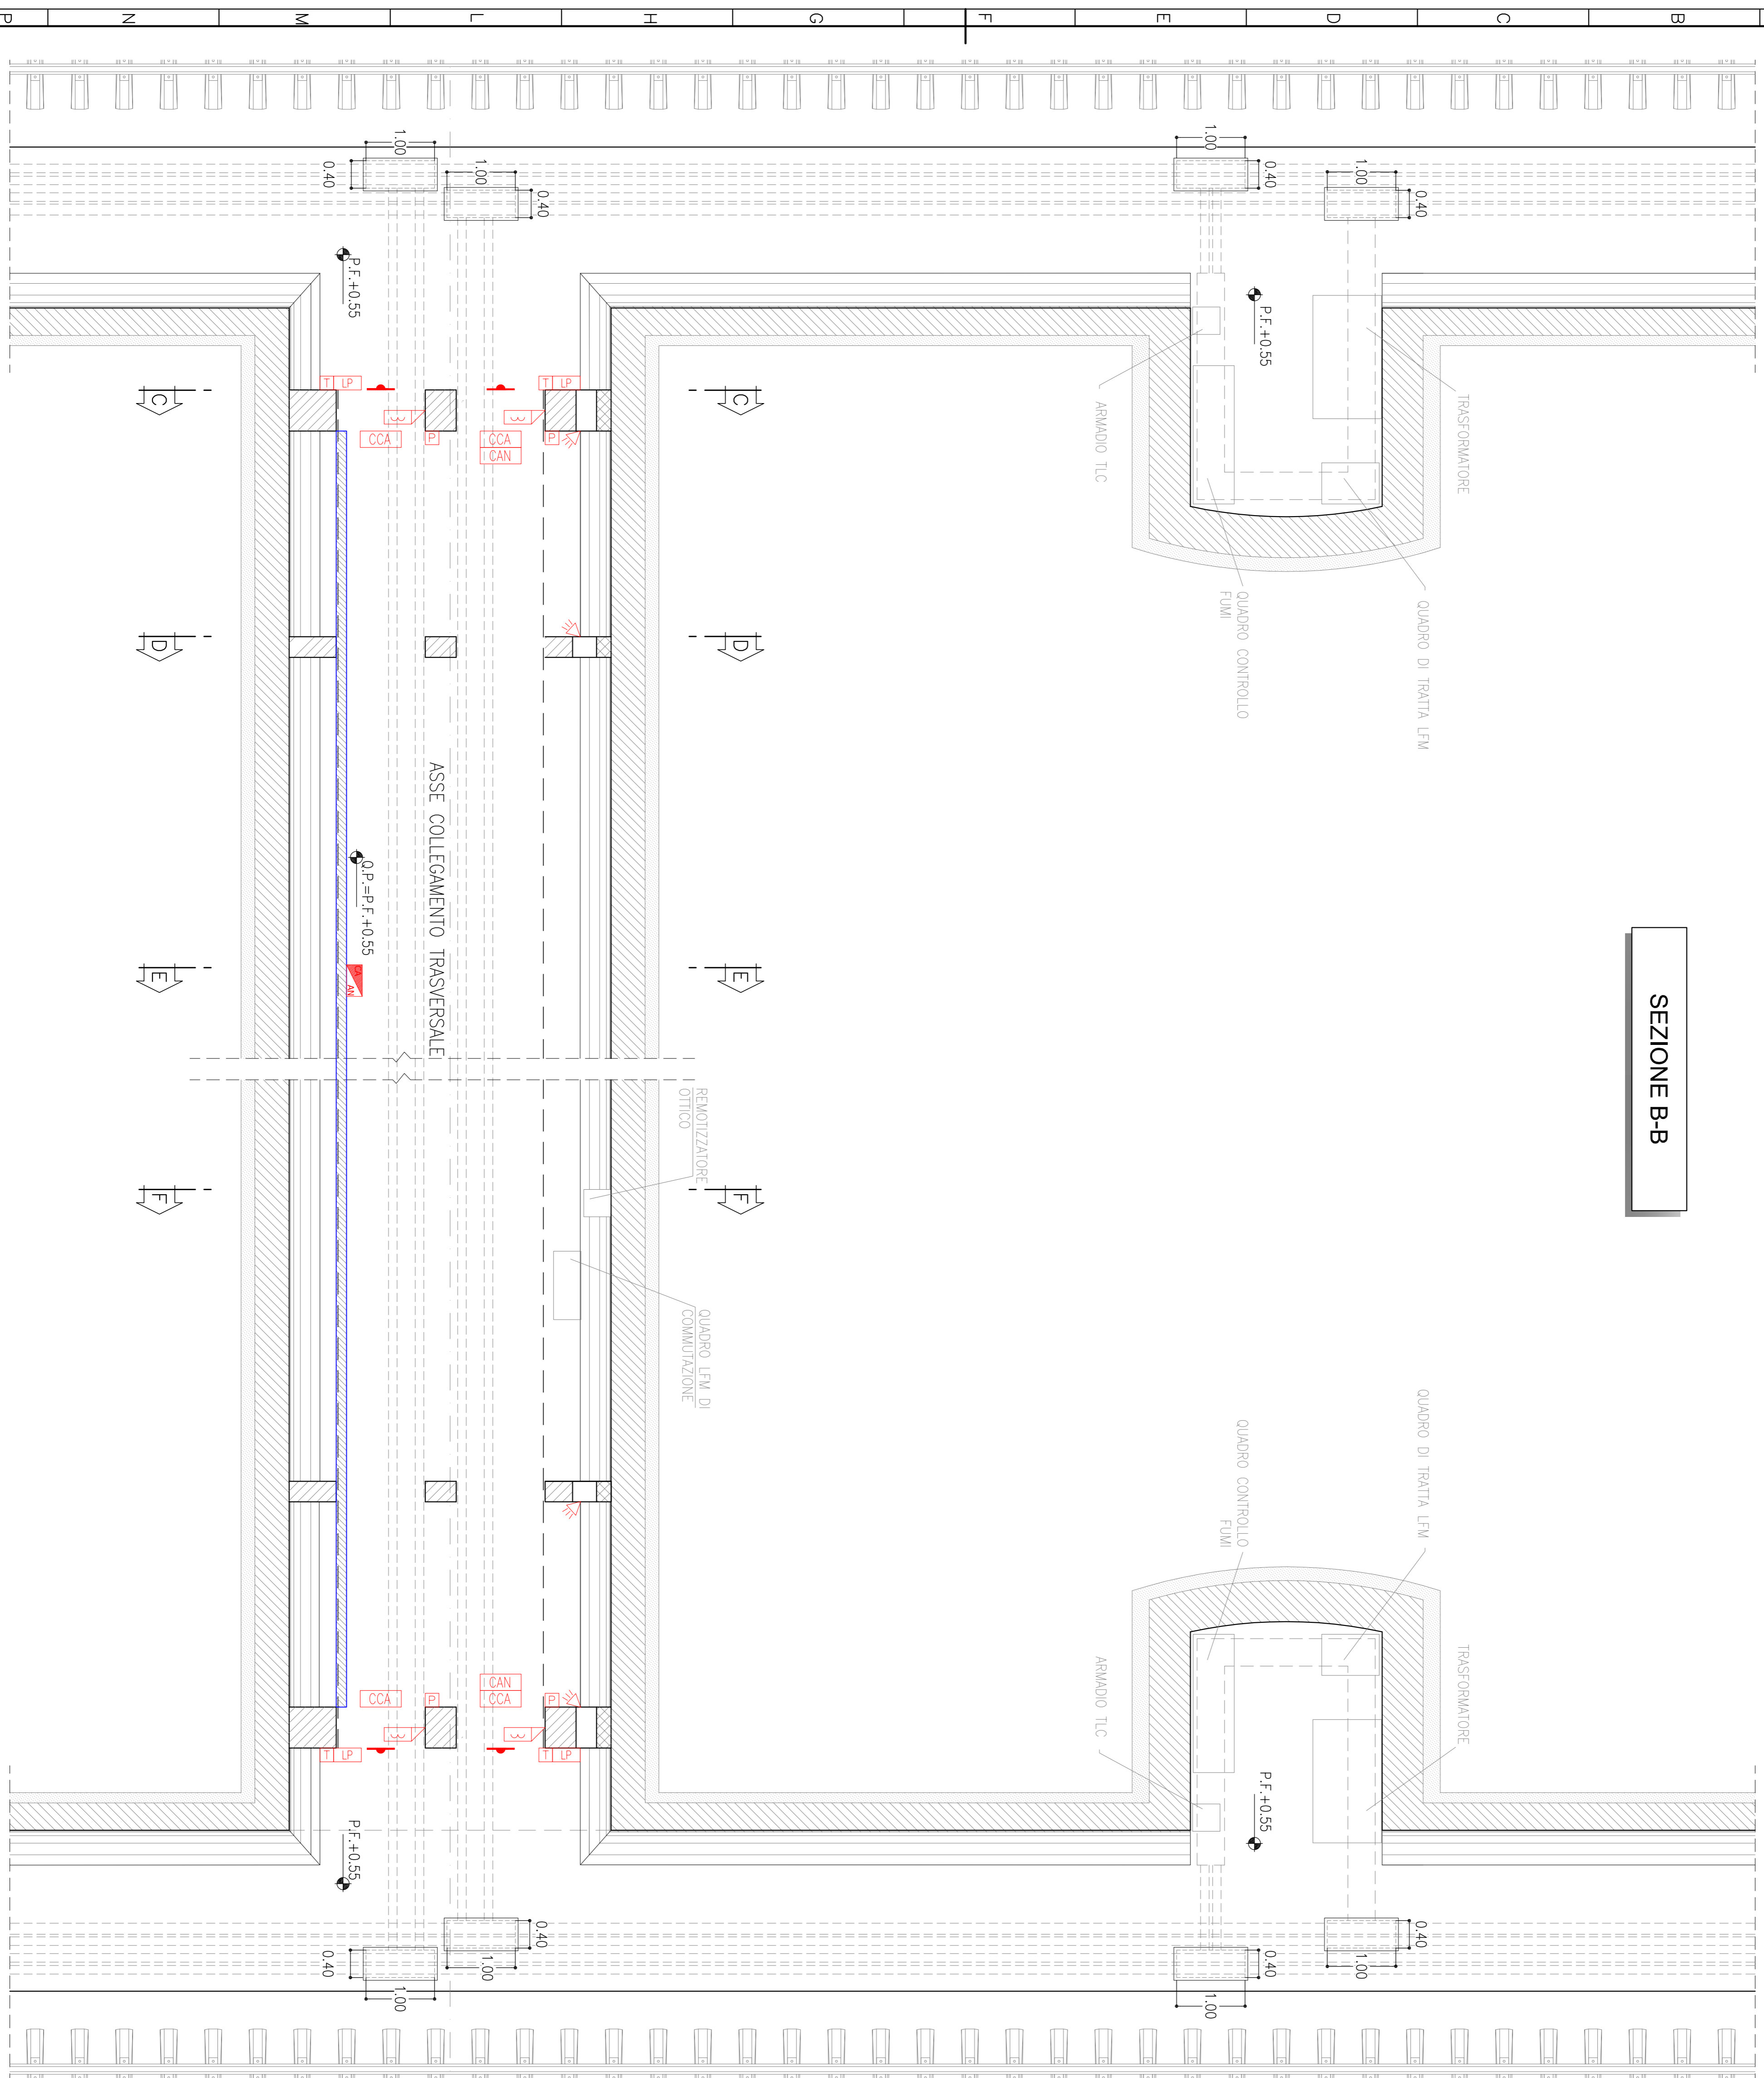 B
SEZIONE B-B
C
TRASFORMATORE
TRASFORMATORE
QUADRO DI TRATTA LFM
QUADRO DI TRATTA LFM
0.40
0.40
1.00
1.00
D
P.F.+0.55
P.F.+0.55
0.40
0.40
QUADRO CONTROLLO
FUMI
QUADRO CONTROLLO
FUMI
1.00
1.00
E
ARMADIO TLC
ARMADIO TLC
F
G
C
D
E
F
REMOTIZZATORE
OTTICO
QUADRO LFM DI
COMMUTAZIONE
H
LP
T
P
P
LP
T
0.40
0.40
CCA
CAN
CAN
CCA
1.00
1.00
L
ASSE COLLEGAMENTO TRASVERSALE
P
P
1.00
1.00
CCA
CCA
Q.P.=P.F.+0.55
CA
AN
P.F.+0.55
P.F.+0.55
LP
T
LP
T
0.40
0.40
M
C
D
E
F
N
P